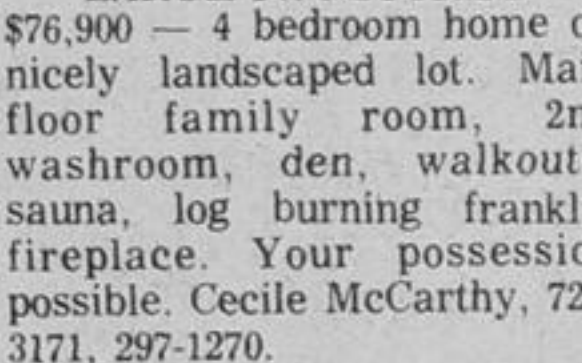 $76,900 — 4 bedroom home
nicely landscaped lot.
floor family room,
washroom, den, walkout
sauna, log burning
fireplace. Your
possible. Cecile McCarthy, 72
3171, 297-1270.